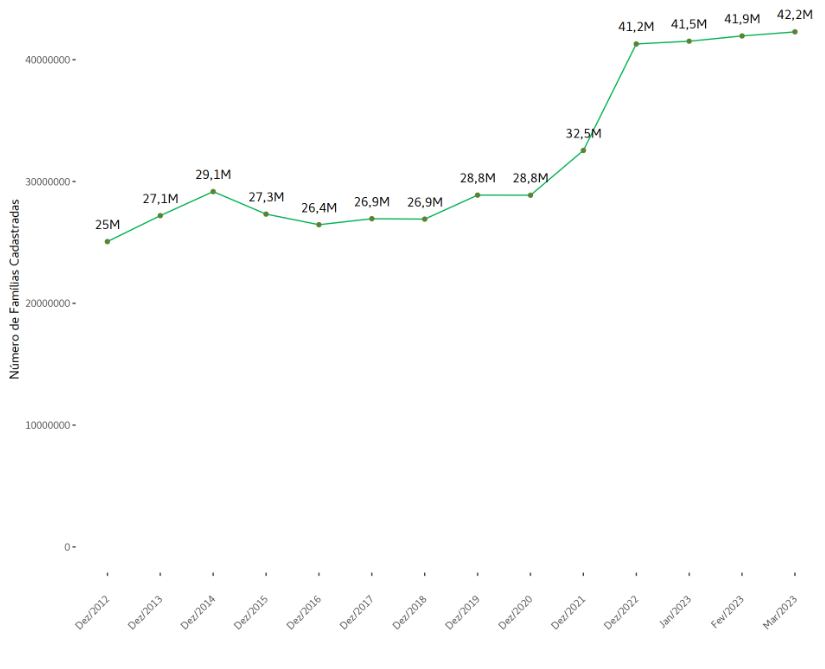 42,2M
41,9M
41,5M
41,2M
40000000
32,5M
30000000
29,1M
28,8M
28,8M
27,3M
27,1M
26,9M
26,9M
26,4M
25M
20000000
10000000
0
Número de Famílias Cadastradas
Dez/2012
Dez/2013
Dez/2014
Dez/2015
Dez/2016
Dez/2017
Dez/2018
Dez/2019
Dez/2020
Dez/2021
Dez/2022
Jan/2023
Fev/2023
Mar/2023